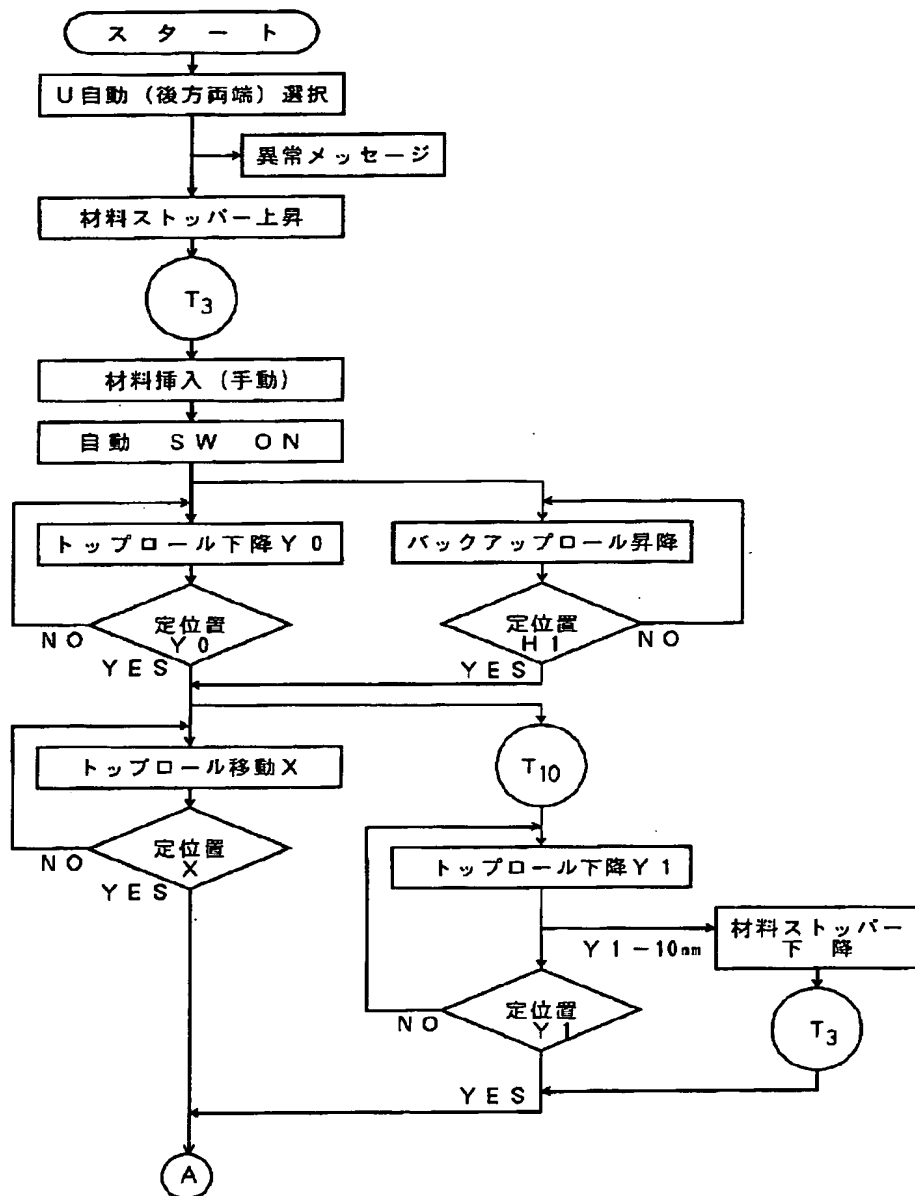 スタート
U自動（後方両端）選択
異常メッセージ
材料ストッパー上昇
T3
材料挿入（手動）
自動 SW ON
トップロール下降Y0
バックアップロール昇降
定位置
Y0
NO
YES
定位置
H1
NO
YES
トップロール移動X
T10
定位置
X
NO
YES
トップロール下降Y1
Y1-10mm
材料ストッパー
下降
定位置
Y1
NO
T3
YES
A